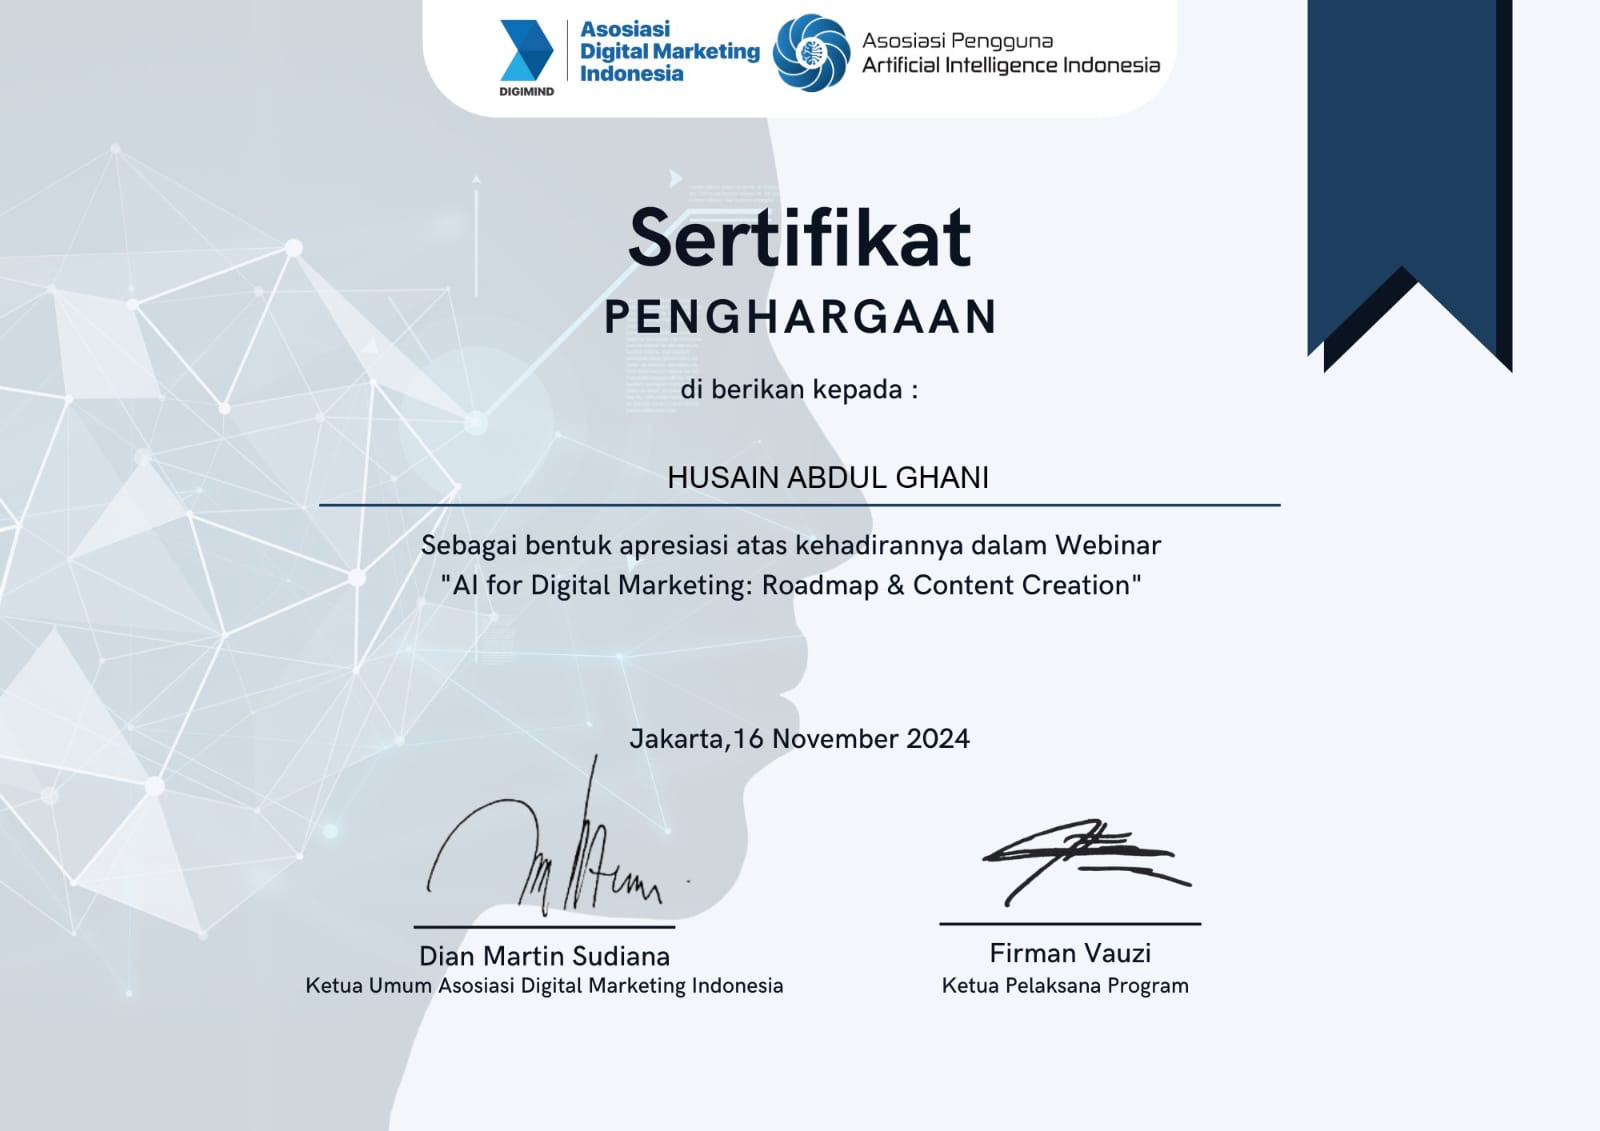 Asosiasi
Digital Marketing
Indonesia
DIGIMIND
Asosiasi Pengguna
Artificial Intelligence Indonesia
Sertifikat
PENGHARGAAN
di berikan kepada :
HUSAIN ABDUL GHANI
Sebagai bentuk apresiasi atas kehadirannya dalam Webinar
"AI for Digital Marketing: Roadmap & Content Creation"
Jakarta,16 November 2024
Dian Martin Sudiana
Ketua Umum Asosiasi Digital Marketing Indonesia
Firman Vauzi
Ketua Pelaksana Program